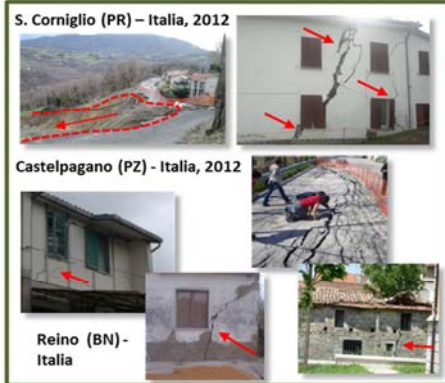 S. Corniglio (PR) – Italia, 2012
Castelpagano (PZ) - Italia, 2012
Reino (BN) -
Italia